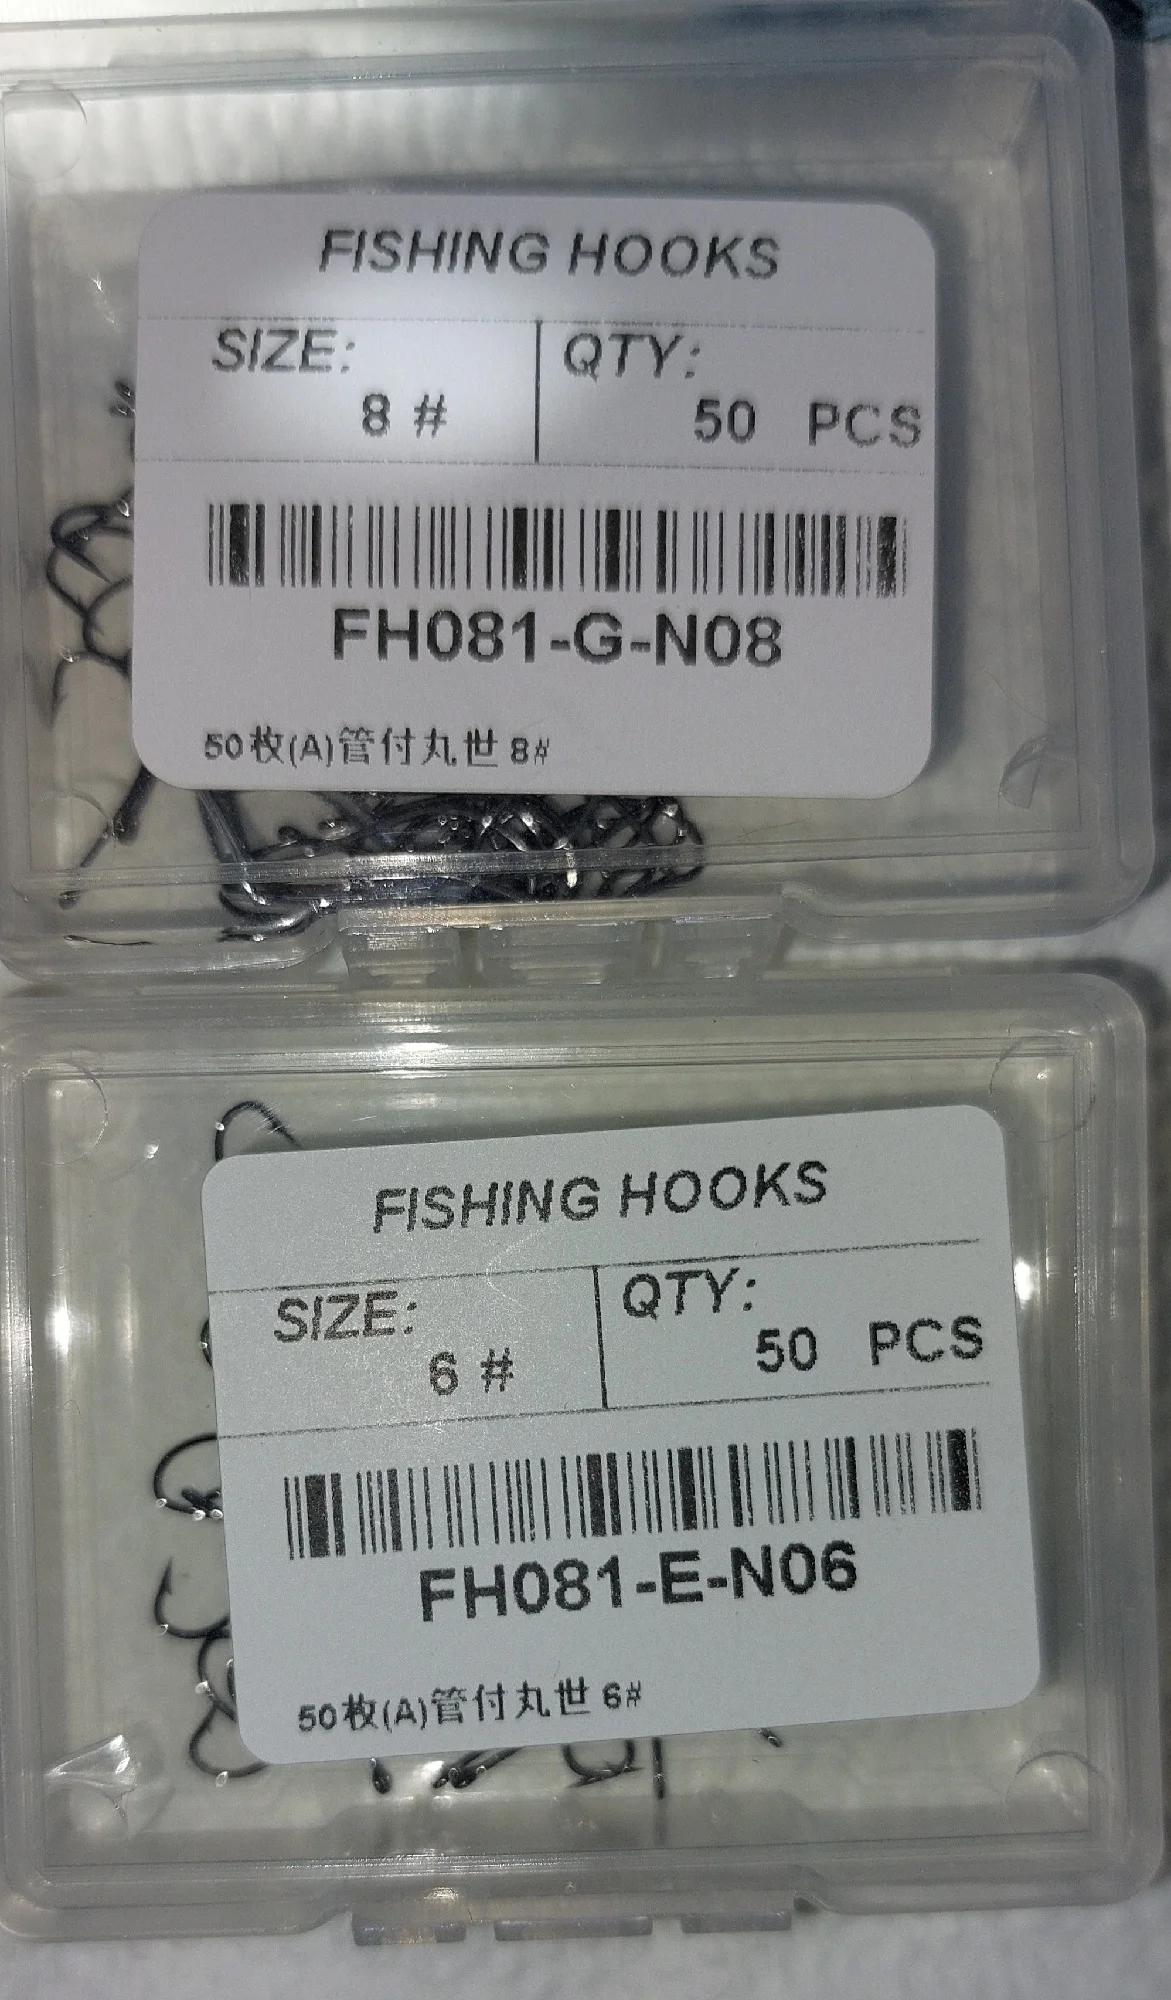 FISHING HOOKS
SIZE:
8 #
QTY:
50 PCS
FH081-G-N08
50枚(A)管付丸世 8#
FISHING HOOKS
SIZE:
6 #
QTY:
50 PCS
FH081-E-N06
50枚(A)管付丸世 6#